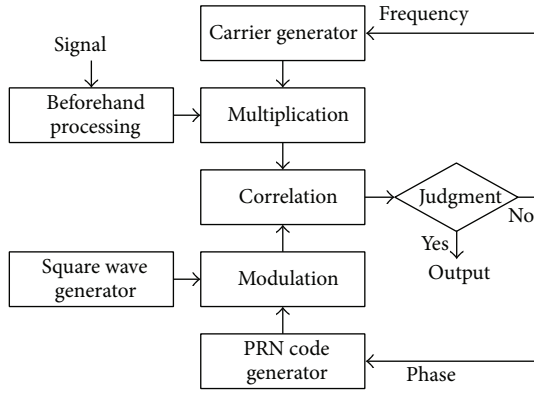 Frequency
Carrier generator
Signal
Beforehand
processing
Multiplication
Correlation
Judgment
No
Yes
Output
Square wave
generator
Modulation
PRN code
generator
Phase